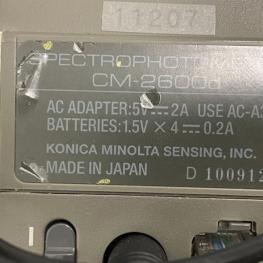 11207
SPECTROPHOTOME
CM-2600d
AC ADAPTER:5V⎓2A USE AC-A
BATTERIES:1.5V × 4 ⎓ 0.2A
KONICA MINOLTA SENSING, INC.
MADE IN JAPAN D 100912